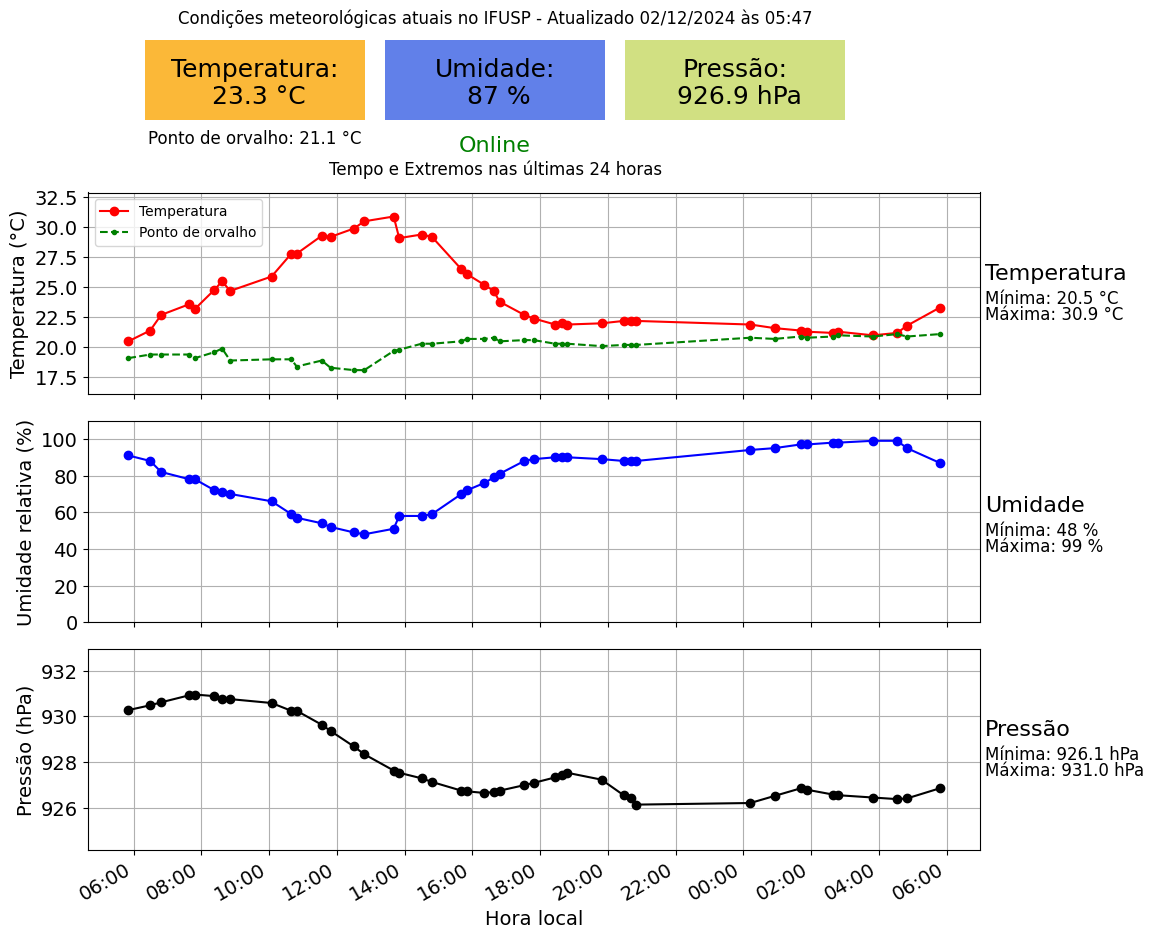 Condições meteorológicas atuais no IFUSP - Atualizado 02/12/2024 às 05:47
Temperatura:
23.3 °C
Umidade:
87 %
Pressão:
926.9 hPa
Ponto de orvalho: 21.1 °C
Online
Tempo e Extremos nas últimas 24 horas
Temperatura (°C)
32.5
30.0
27.5
25.0
22.5
20.0
17.5
Temperatura
Ponto de orvalho
Temperatura
Mínima: 20.5 °C
Máxima: 30.9 °C
Umidade relativa (%)
100
80
60
40
20
0
Umidade
Mínima: 48 %
Máxima: 99 %
Pressão (hPa)
932
930
928
926
Pressão
Mínima: 926.1 hPa
Máxima: 931.0 hPa
06:00 08:00 10:00 12:00 14:00 16:00 18:00 20:00 22:00 00:00 02:00 04:00 06:00
Hora local